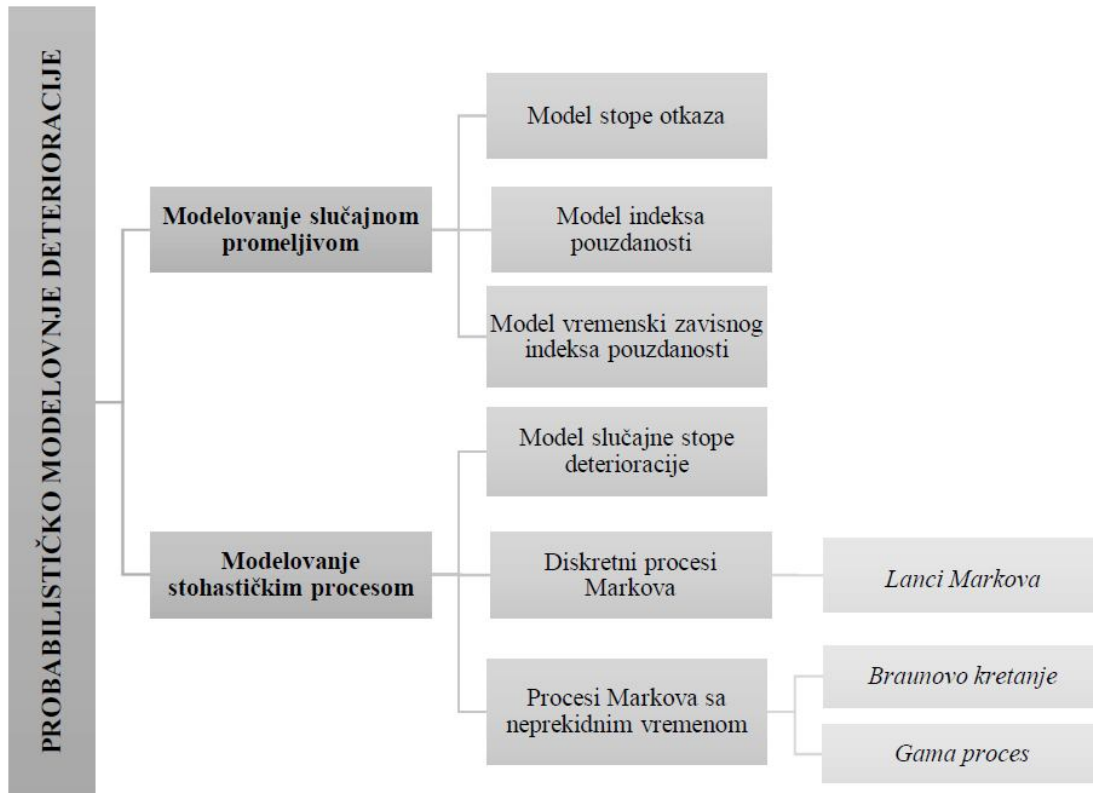 PROBABILISTIČKO MODELOVNJE DETERIORACIJE
Modelovanje slučajnom
promeljivom
Model stope otkaza
Model indeksa
pouzdanosti
Model vremenski zavisnog
indeksa pouzdanosti
Modelovanje
stohastičkim procesom
Model slučajne stope
deterioracije
Diskretni procesi
Markova
Lanci Markova
Procesi Markova sa
neprekidnim vremenom
Braunovo kretanje
Gama proces